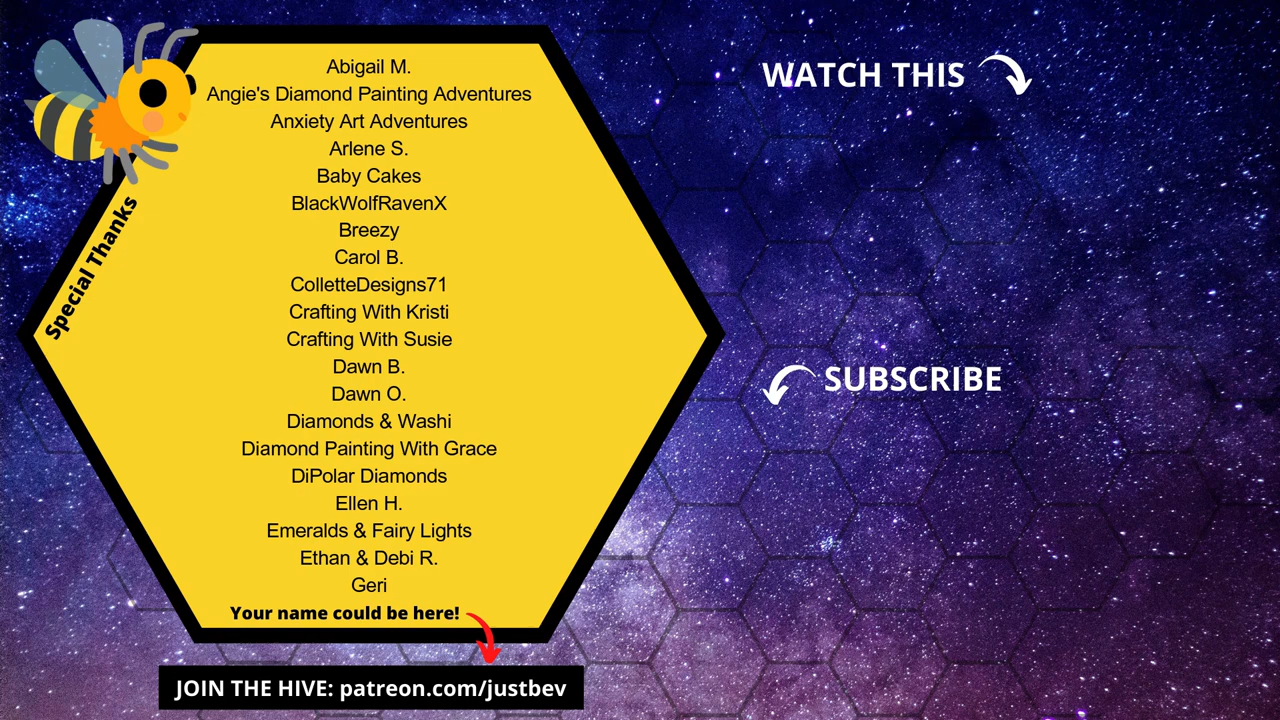 Special Thanks
Abigail M.
Angie's Diamond Painting Adventures
Anxiety Art Adventures
Arlene S.
Baby Cakes
BlackWolfRavenX
Breezy
Carol B.
ColletteDesigns71
Crafting With Kristi
Crafting With Susie
Dawn B.
Dawn O.
Diamonds & Washi
Diamond Painting With Grace
DiPolar Diamonds
Ellen H.
Emeralds & Fairy Lights
Ethan & Debi R.
Geri
Your name could be here!
JOIN THE HIVE: patreon.com/justbev
WATCH THIS
SUBSCRIBE